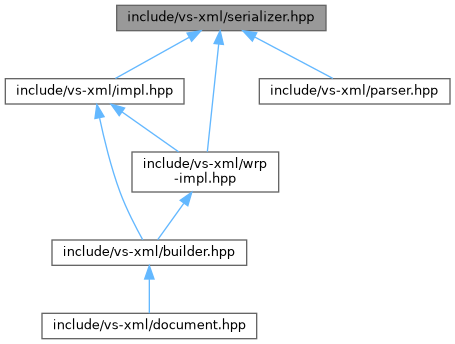 include/vs-xml/serializer.hpp
include/vs-xml/impl.hpp
include/vs-xml/parser.hpp
include/vs-xml/wrp
-impl.hpp
include/vs-xml/builder.hpp
include/vs-xml/document.hpp